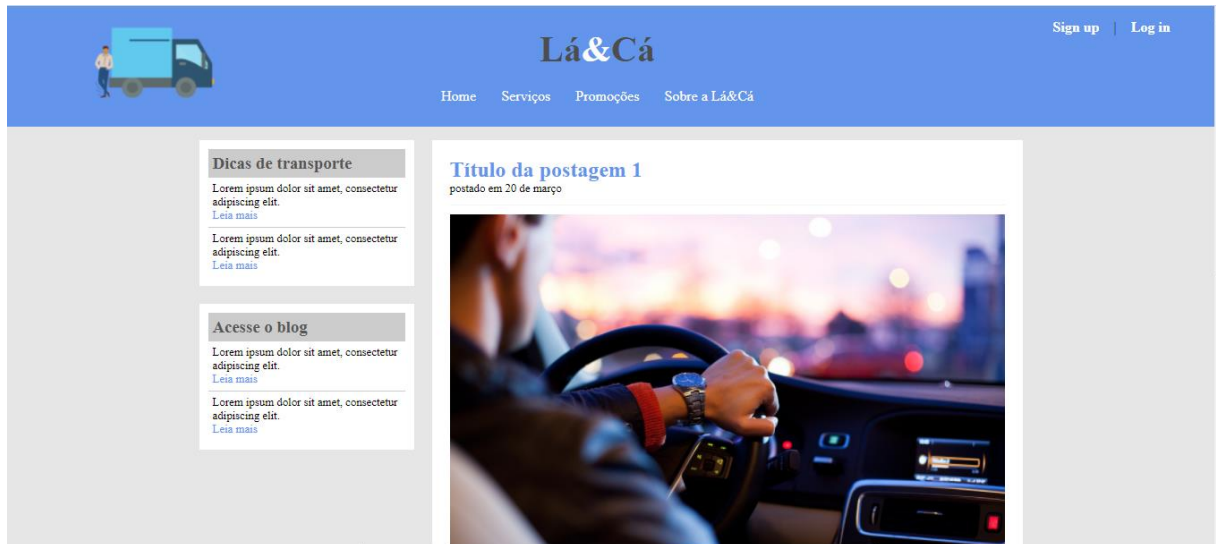 Sign up | Log in
Lá&Cá
Home Serviços Promoções Sobre a Lá&Cá
Dicas de transporte
Lorem ipsum dolor sit amet, consectetur
adipiscing elit.
Leia mais
Lorem ipsum dolor sit amet, consectetur
adipiscing elit.
Leia mais
Acesse o blog
Lorem ipsum dolor sit amet, consectetur
adipiscing elit.
Leia mais
Lorem ipsum dolor sit amet, consectetur
adipiscing elit.
Leia mais
Título da postagem 1
postado em 20 de março